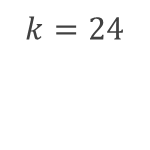 k = 24